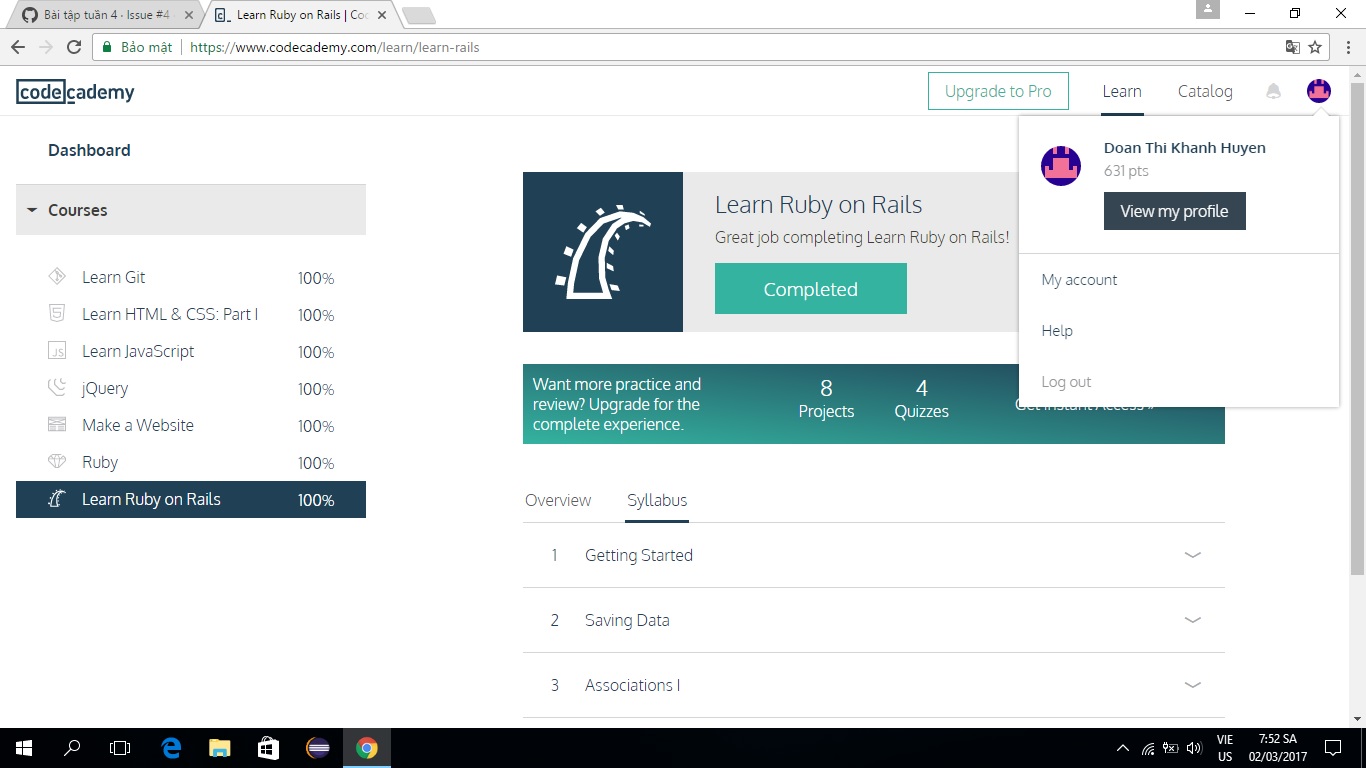 Bài tập tuần 4 · Issue #4 ·
Learn Ruby on Rails | Coc
Bảo mật
https://www.codecademy.com/learn/learn-rails
codecademy
Upgrade to Pro
Learn
Catalog
Dashboard
Courses
Learn Git 100%
Learn HTML & CSS: Part I 100%
Learn JavaScript 100%
jQuery 100%
Make a Website 100%
Ruby 100%
Learn Ruby on Rails 100%
Learn Ruby on Rails
Great job completing Learn Ruby on Rails!
Completed
Doan Thi Khanh Huyen
631 pts
View my profile
My account
Help
Log out
Want more practice and
review? Upgrade for the
complete experience.
8
Projects
4
Quizzes
Get Instant Access »
Overview
Syllabus
1 Getting Started
2 Saving Data
3 Associations I
VIE
US
7:52 SA
02/03/2017